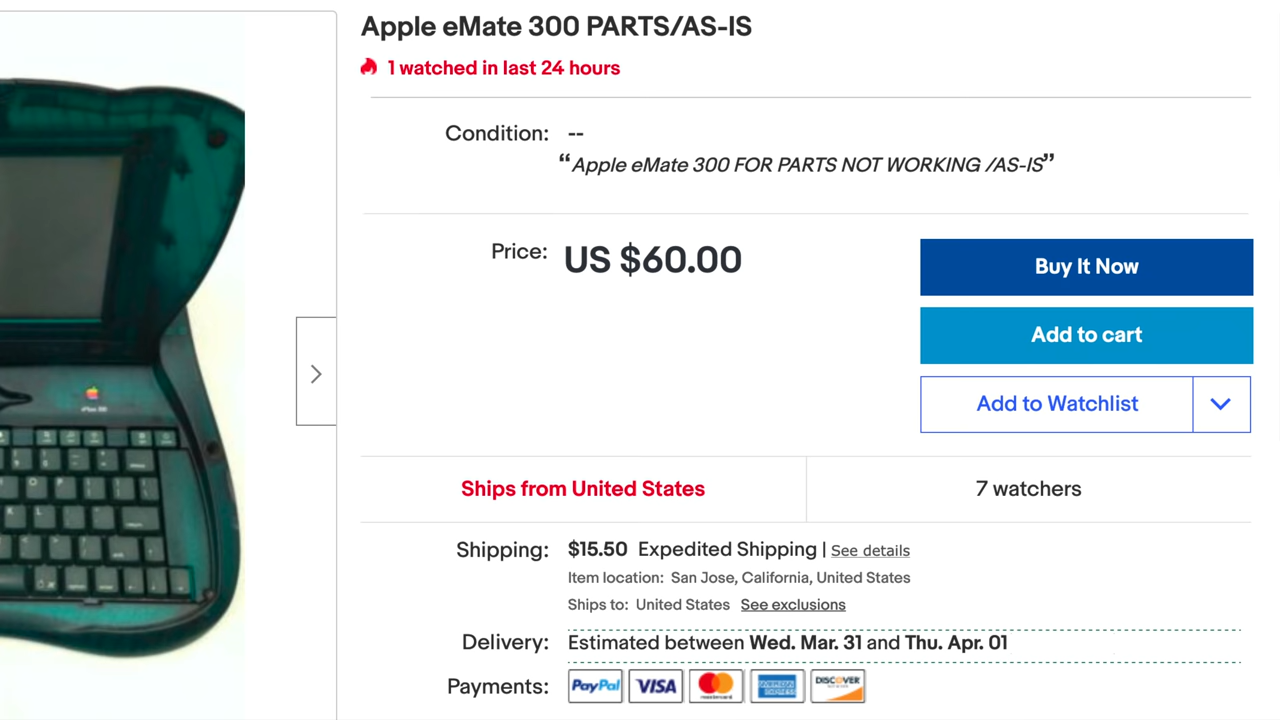 Apple eMate 300 PARTS/AS-IS
1 watched in last 24 hours
Condition: --
“Apple eMate 300 FOR PARTS NOT WORKING /AS-IS”
Price: US $60.00
Buy It Now
Add to cart
Add to Watchlist
Ships from United States
7 watchers
Shipping: $15.50 Expedited Shipping | See details
Item location: San Jose, California, United States
Ships to: United States See exclusions
Delivery: Estimated between Wed. Mar. 31 and Thu. Apr. 01
Payments: PayPal VISA mastercard AMERICAN EXPRESS DISCOVER